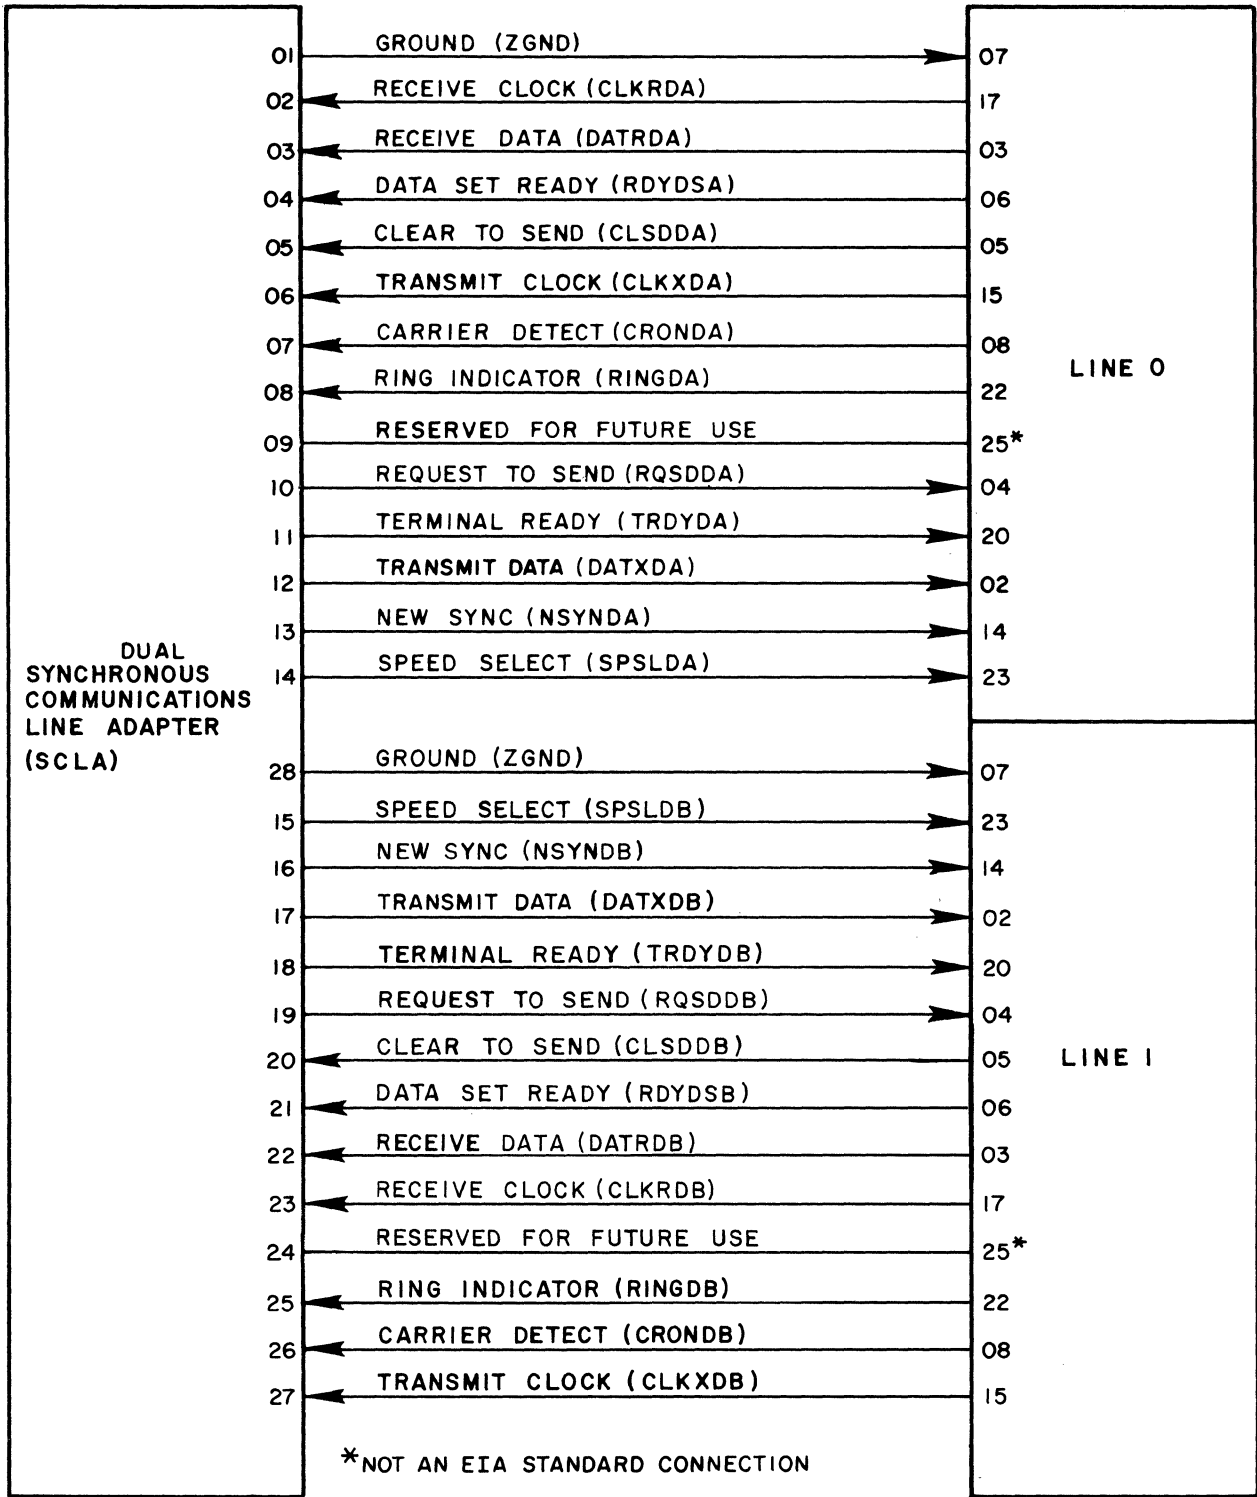 01 GROUND (ZGND) 07
02 RECEIVE CLOCK (CLKRDA) 17
03 RECEIVE DATA (DATRDA) 03
04 DATA SET READY (RDYDSA) 06
05 CLEAR TO SEND (CLSDDA) 05
06 TRANSMIT CLOCK (CLKXDA) 15
07 CARRIER DETECT (CRONDA) 08
LINE 0
08 RING INDICATOR (RINGDA) 22
09 RESERVED FOR FUTURE USE 25*
10 REQUEST TO SEND (RQSDDA) 04
11 TERMINAL READY (TRDYDA) 20
12 TRANSMIT DATA (DATXDA) 02
13 NEW SYNC (NSYNDA) 14
14 SPEED SELECT (SPSLDA) 23
DUAL
SYNCHRONOUS
COMMUNICATIONS
LINE ADAPTER
(SCLA)
28 GROUND (ZGND) 07
15 SPEED SELECT (SPSLDB) 23
16 NEW SYNC (NSYNDB) 14
17 TRANSMIT DATA (DATXDB) 02
18 TERMINAL READY (TRDYDB) 20
19 REQUEST TO SEND (RQSDDB) 04
20 CLEAR TO SEND (CLSDDB) 05
LINE 1
21 DATA SET READY (RDYDSB) 06
22 RECEIVE DATA (DATRDB) 03
23 RECEIVE CLOCK (CLKRDB) 17
24 RESERVED FOR FUTURE USE 25*
25 RING INDICATOR (RINGDB) 22
26 CARRIER DETECT (CRONDB) 08
27 TRANSMIT CLOCK (CLKXDB) 15
*NOT AN EIA STANDARD CONNECTION